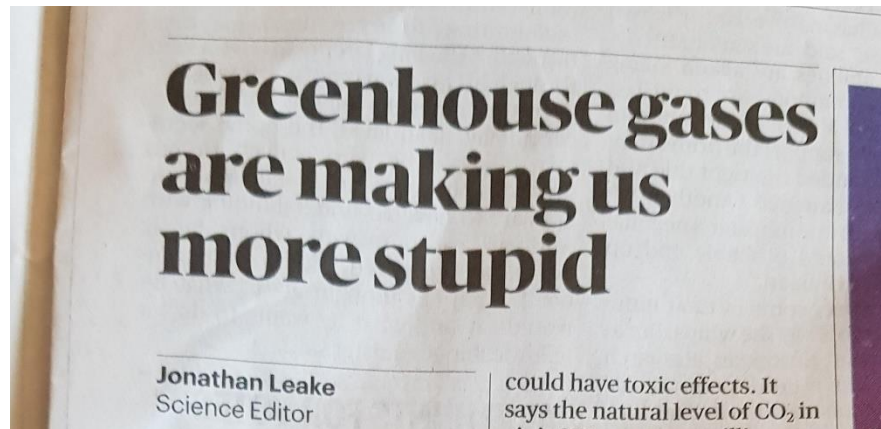 Greenhouse gases
are making us
more stupid
Jonathan Leake
Science Editor
could have toxic effects. It
says the natural level of CO₂ in